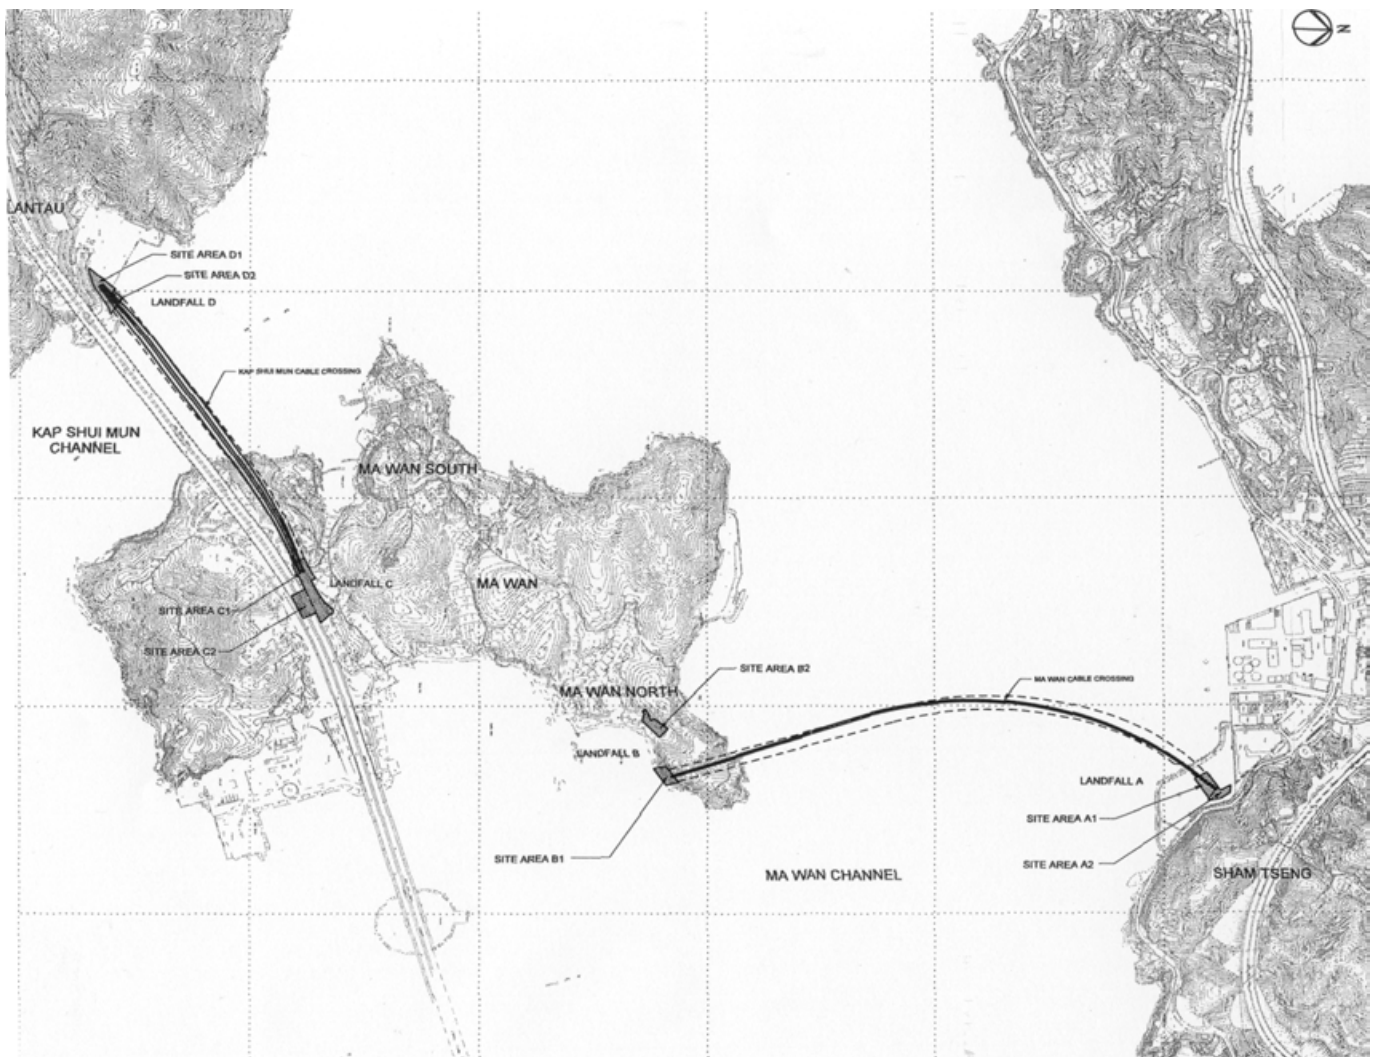 N
LANTAU
SITE AREA D1
SITE AREA D2
LANDFALL D
KAP SHUI MUN CABLE CROSSING
KAP SHUI MUN
CHANNEL
MA WAN SOUTH
LANDFALL C
MA WAN
SITE AREA C1
SITE AREA C2
SITE AREA B2
MA WAN CABLE CROSSING
MA WAN NORTH
LANDFALL B
LANDFALL A
SITE AREA A1
SITE AREA B1
SITE AREA A2
MA WAN CHANNEL
SHAM TSENG